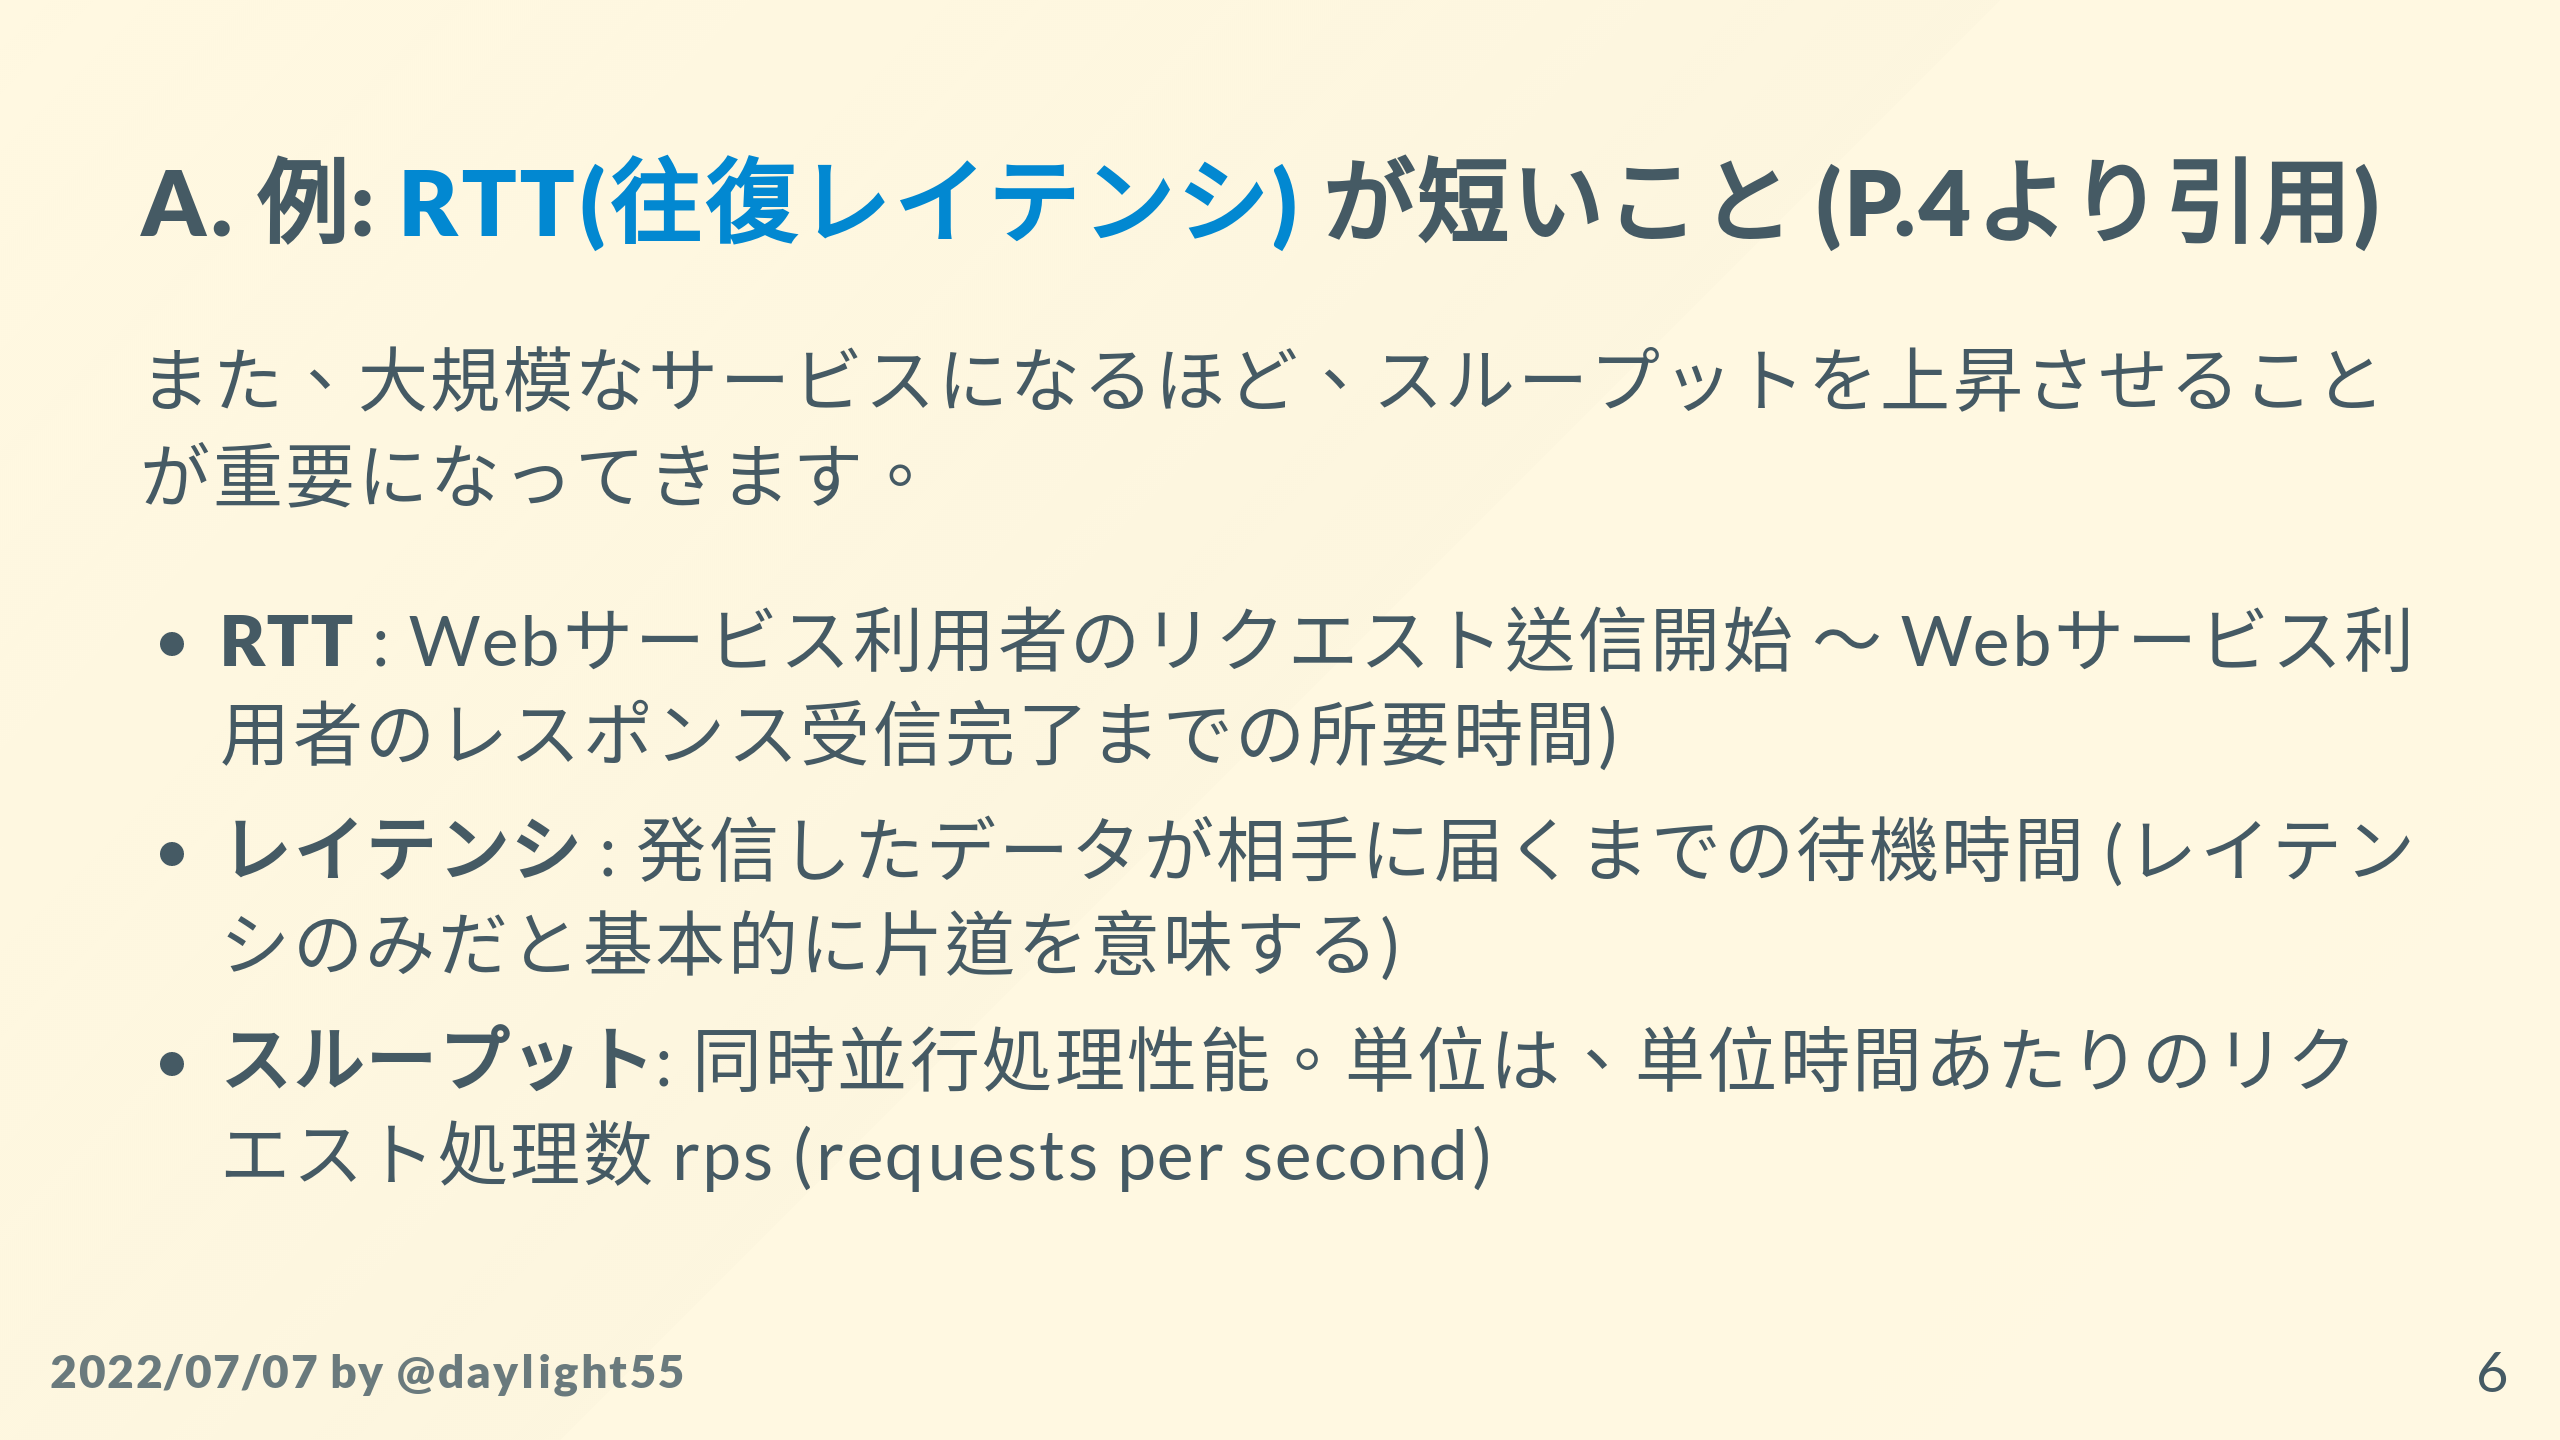 A. 例: RTT(往復レイテンシ) が短いこと (P.4より引用)
また、大規模なサービスになるほど、スループットを上昇させること
が重要になってきます。
• RTT : Webサービス利用者のリクエスト送信開始 〜 Webサービス利
用者のレスポンス受信完了までの所要時間)
• レイテンシ : 発信したデータが相手に届くまでの待機時間 (レイテン
シのみだと基本的に片道を意味する)
• スループット: 同時並行処理性能。単位は、単位時間あたりのリク
エスト処理数 rps (requests per second)
2022/07/07 by @daylight55
6